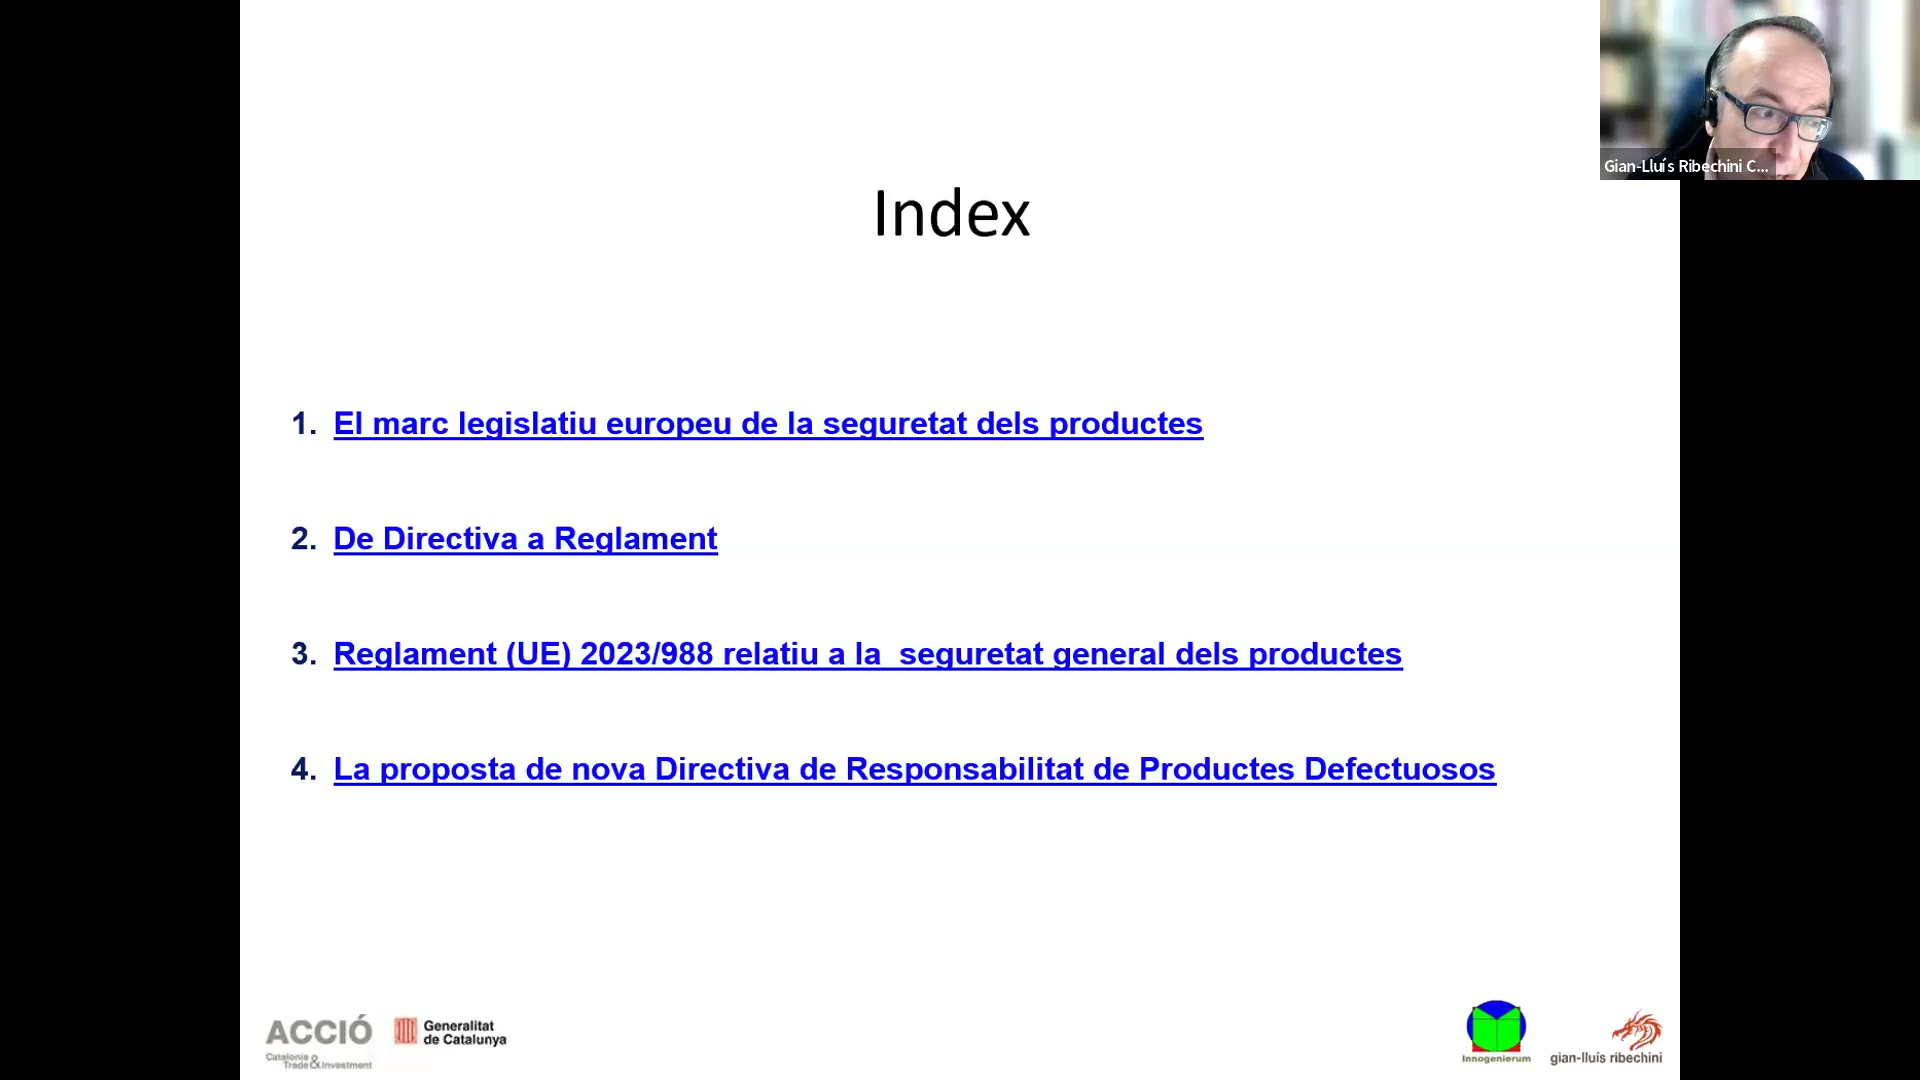 Gian-Lluís Ribechini C...
Index
1. El marc legislatiu europeu de la seguretat dels productes
2. De Directiva a Reglament
3. Reglament (UE) 2023/988 relatiu a la  seguretat general dels productes
4. La proposta de nova Directiva de Responsabilitat de Productes Defectuosos
ACCIÓ
Catalonia
Trade & Investment
Generalitat
de Catalunya
Innogenierum
gian-lluís ribechini